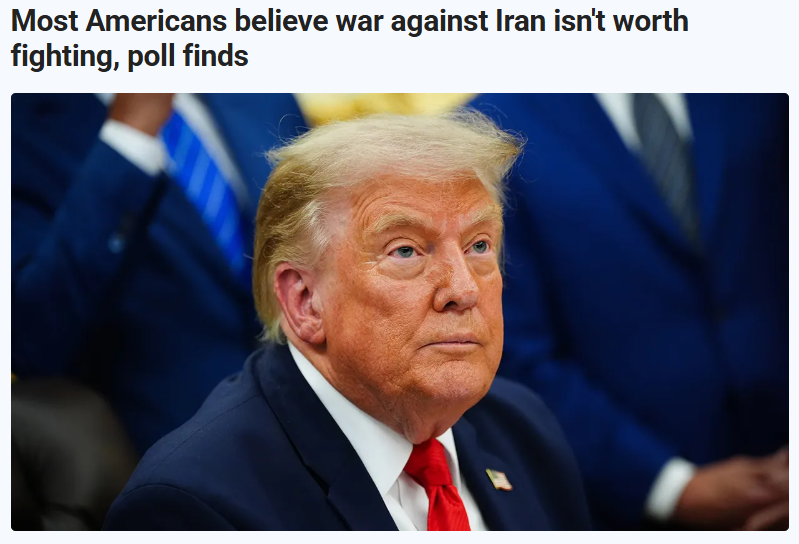 Most Americans believe war against Iran isn't worth
fighting, poll finds